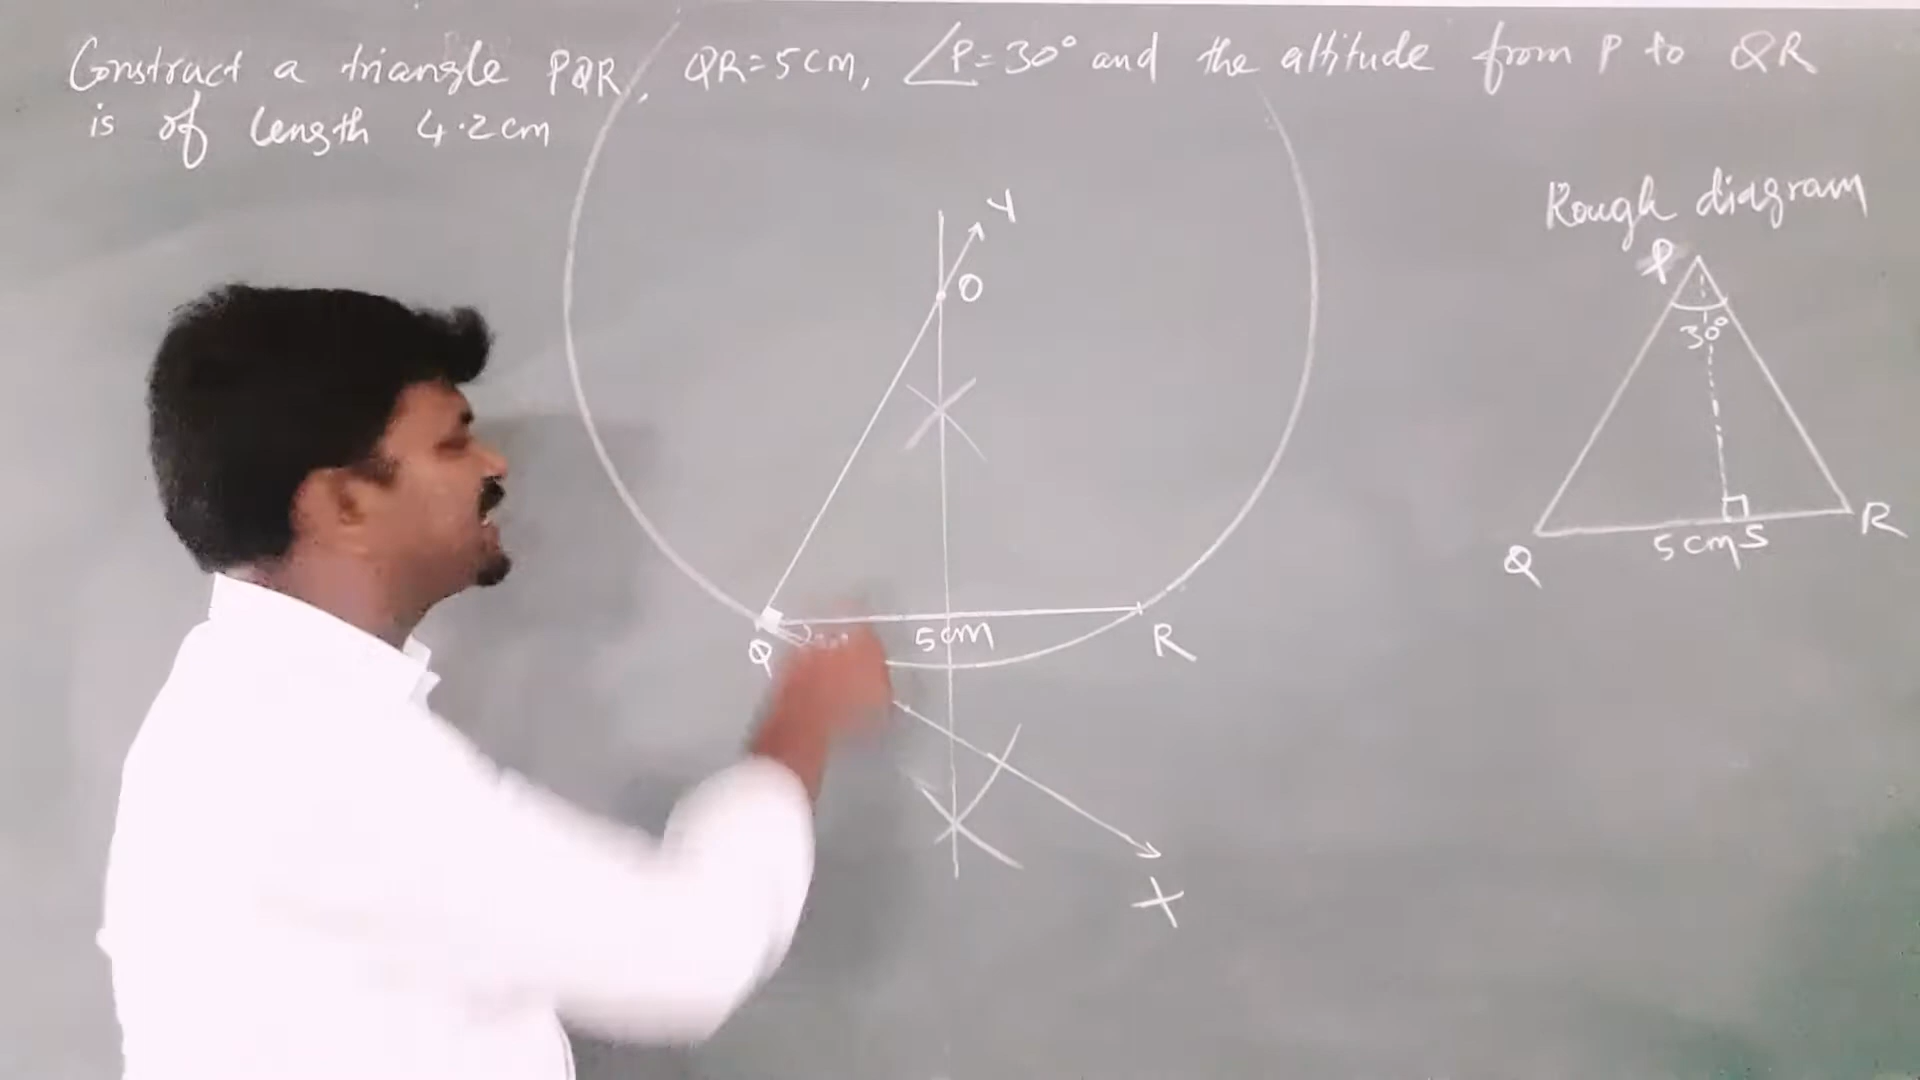 Construct a triangle PQR, QR=5cm, ∠P=30° and the altitude from P to QR
is of length 4.2cm
Rough diagram
P
30°
Q
5cms
R
Y
O
Q
5cm
R
X